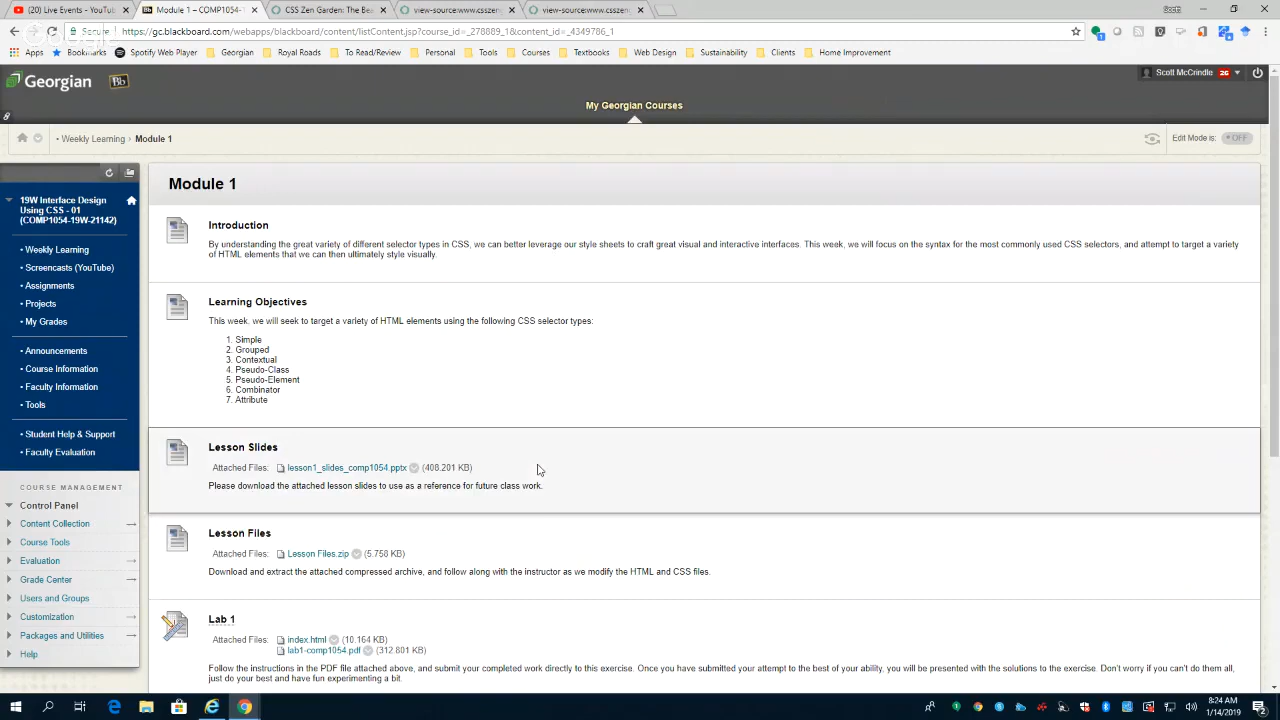 (20) Live Events - YouTu
Module 1 – COMP1054-19W
CSS Zen Garden: The Be
view-source:www.csszen
view-source:www.csszen
Secure
https://gc.blackboard.com/webapps/blackboard/content/listContent.jsp?course_id=_278889_1&content_id=_4349786_1
Apps
Bookmarks
Spotify Web Player
Georgian
Royal Roads
To Read/Review
Personal
Tools
Courses
Textbooks
Web Design
Sustainability
Clients
Home Improvement
Georgian
Bb
Scott McCrindle
26
My Georgian Courses
Weekly Learning
Module 1
Edit Mode is:
OFF
19W Interface Design
Using CSS - 01
(COMP1054-19W-21142)
Weekly Learning
Screencasts (YouTube)
Assignments
Projects
My Grades
Announcements
Course Information
Faculty Information
Tools
Student Help & Support
Faculty Evaluation
COURSE MANAGEMENT
Control Panel
Content Collection
Course Tools
Evaluation
Grade Center
Users and Groups
Customization
Packages and Utilities
Help
Module 1
Introduction
By understanding the great variety of different selector types in CSS, we can better leverage our style sheets to craft great visual and interactive interfaces. This week, we will focus on the syntax for the most commonly used CSS selectors, and attempt to target a variety
of HTML elements that we can then ultimately style visually.
Learning Objectives
This week, we will seek to target a variety of HTML elements using the following CSS selector types:
1. Simple
2. Grouped
3. Contextual
4. Pseudo-Class
5. Pseudo-Element
6. Combinator
7. Attribute
Lesson Slides
Attached Files: lesson1_slides_comp1054.pptx (408.201 KB)
Please download the attached lesson slides to use as a reference for future class work.
Lesson Files
Attached Files: Lesson Files.zip (5.758 KB)
Download and extract the attached compressed archive, and follow along with the instructor as we modify the HTML and CSS files.
Lab 1
Attached Files: index.html (10.164 KB)
lab1-comp1054.pdf (312.801 KB)
Follow the instructions in the PDF file attached above, and submit your completed work directly to this exercise. Once you have submitted your attempt to the best of your ability, you will be presented with the solutions to the exercise. Don't worry if you can't do them all,
just do your best and have fun experimenting a bit.
8:24 AM
1/14/2019